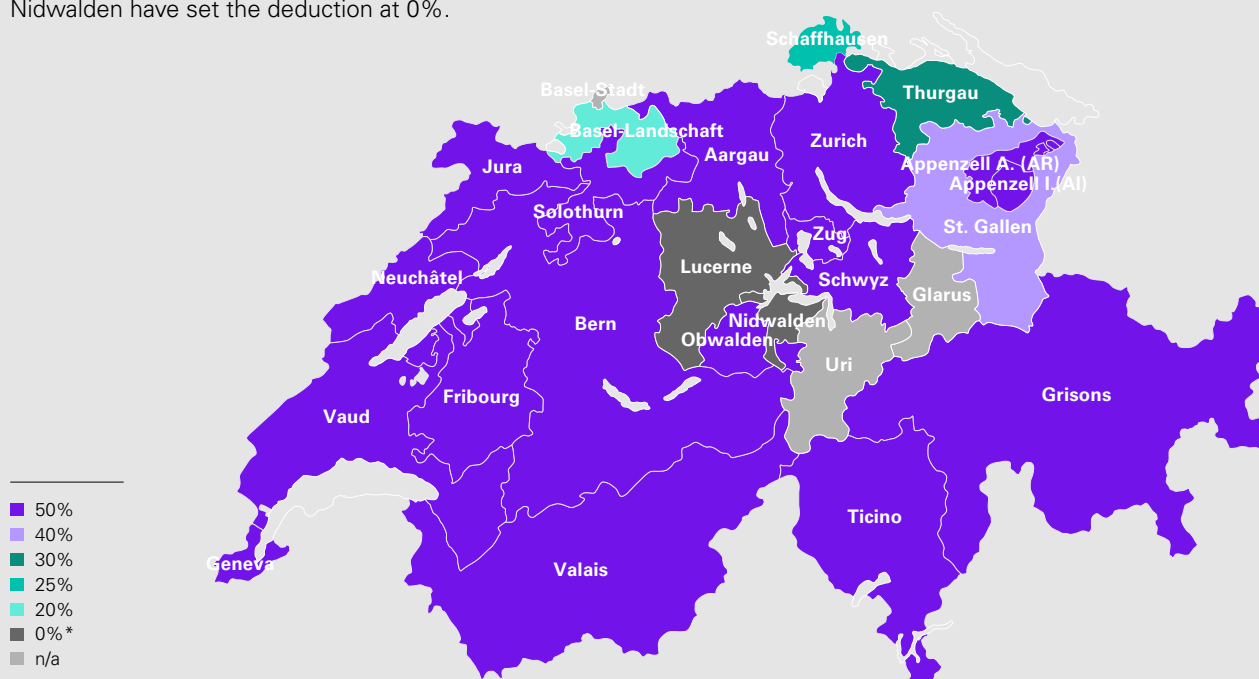 Nidwalden have set the deduction at 0%.
Schaffhausen
Basel-Stadt
Thurgau
Basel-Landschaft
Zurich
Aargau
Jura
Appenzell A. (AR)
Appenzell I.(AI)
Solothurn
St. Gallen
Zug
Lucerne
Neuchâtel
Schwyz
Glarus
Nidwalden
Bern
Obwalden
Uri
Grisons
Fribourg
Vaud
Ticino
Geneva
Valais
50%
40%
30%
25%
20%
0%*
n/a